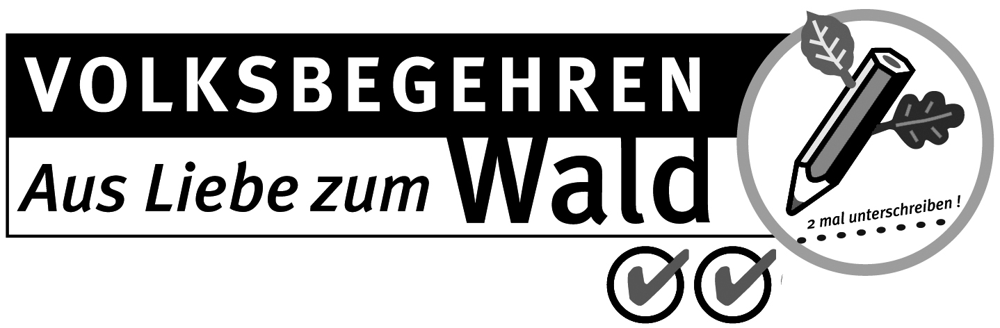 VOLKSBEGEHREN
Aus Liebe zum Wald
2 mal unterschreiben !